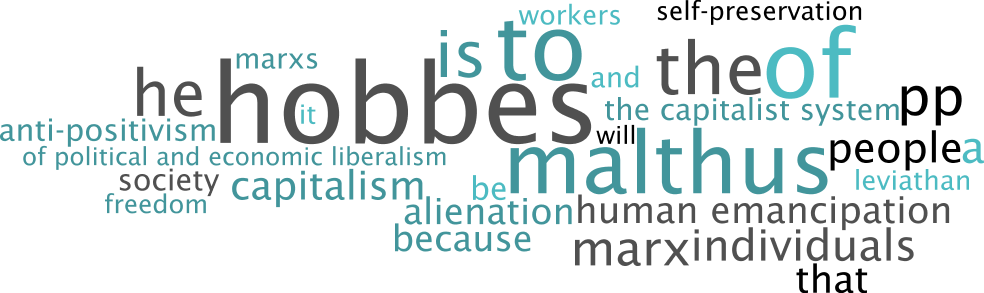 workers
self-preservation
is
to
the
of
marxs
he
hobbes
and
it
the capitalist system
pp
anti-positivism
will
malthus
people
a
of political and economic liberalism
society
capitalism
be
leviathan
freedom
alienation
human emancipation
because
marx
individuals
that